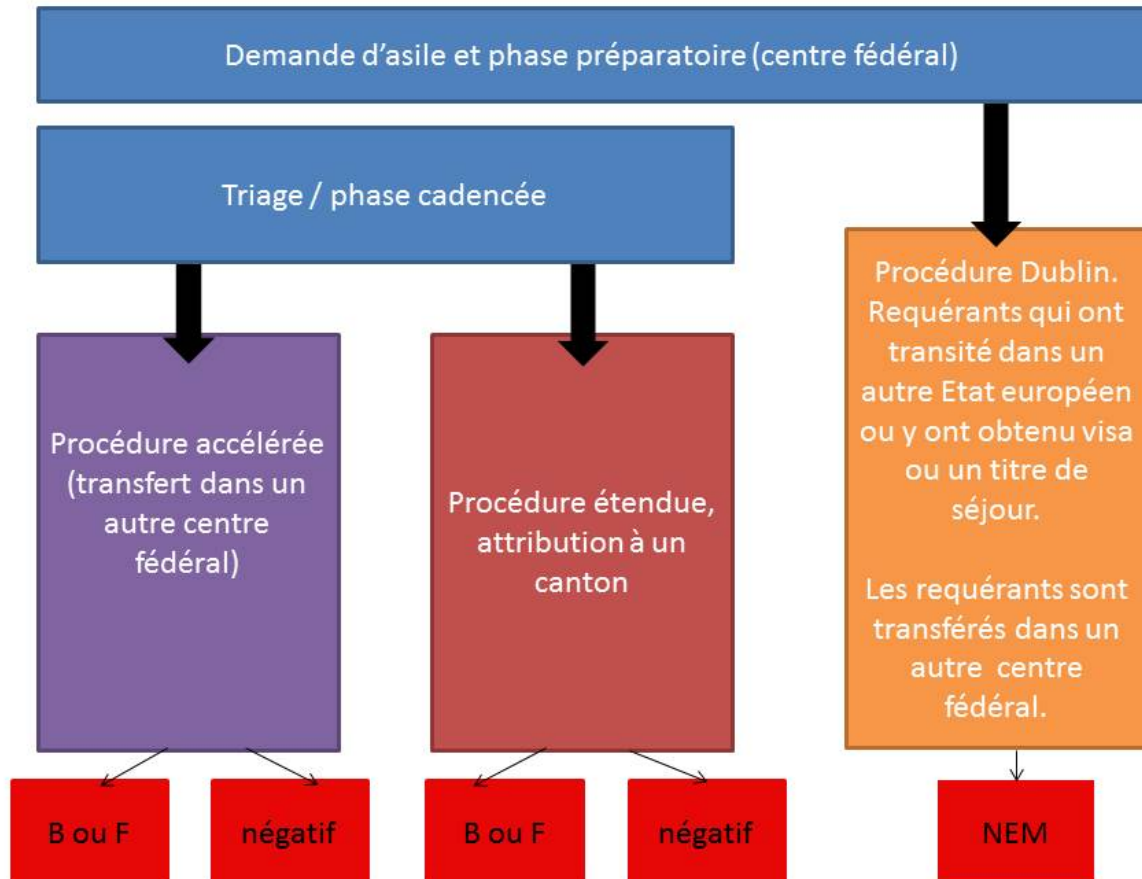 Demande d'asile et phase préparatoire (centre fédéral)
Triage / phase cadencée
Procédure accélérée
(transfert dans un
autre centre
fédéral)
Procédure étendue,
attribution à un
canton
Procédure Dublin.
Requérants qui ont
transité dans un
autre Etat européen
ou y ont obtenu visa
ou un titre de
séjour.
Les requérants sont
transférés dans un
autre centre
fédéral.
B ou F
négatif
B ou F
négatif
NEM